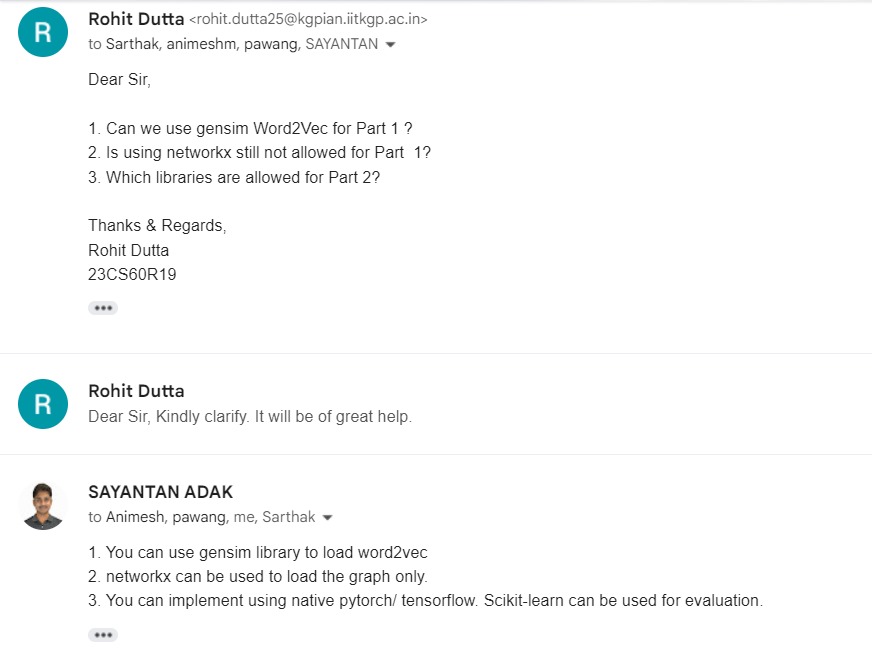 R
Rohit Dutta <rohit.dutta25@kgpian.iitkgp.ac.in>
to Sarthak, animeshm, pawang, SAYANTAN
Dear Sir,
1. Can we use gensim Word2Vec for Part 1 ?
2. Is using networkx still not allowed for Part  1?
3. Which libraries are allowed for Part 2?
Thanks & Regards,
Rohit Dutta
23CS60R19
R
Rohit Dutta
Dear Sir, Kindly clarify. It will be of great help.
SAYANTAN ADAK
to Animesh, pawang, me, Sarthak
1. You can use gensim library to load word2vec
2. networkx can be used to load the graph only.
3. You can implement using native pytorch/ tensorflow. Scikit-learn can be used for evaluation.